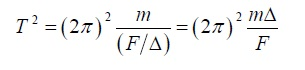 T² = (2π)² m/(F/Δ) = (2π)² mΔ/F